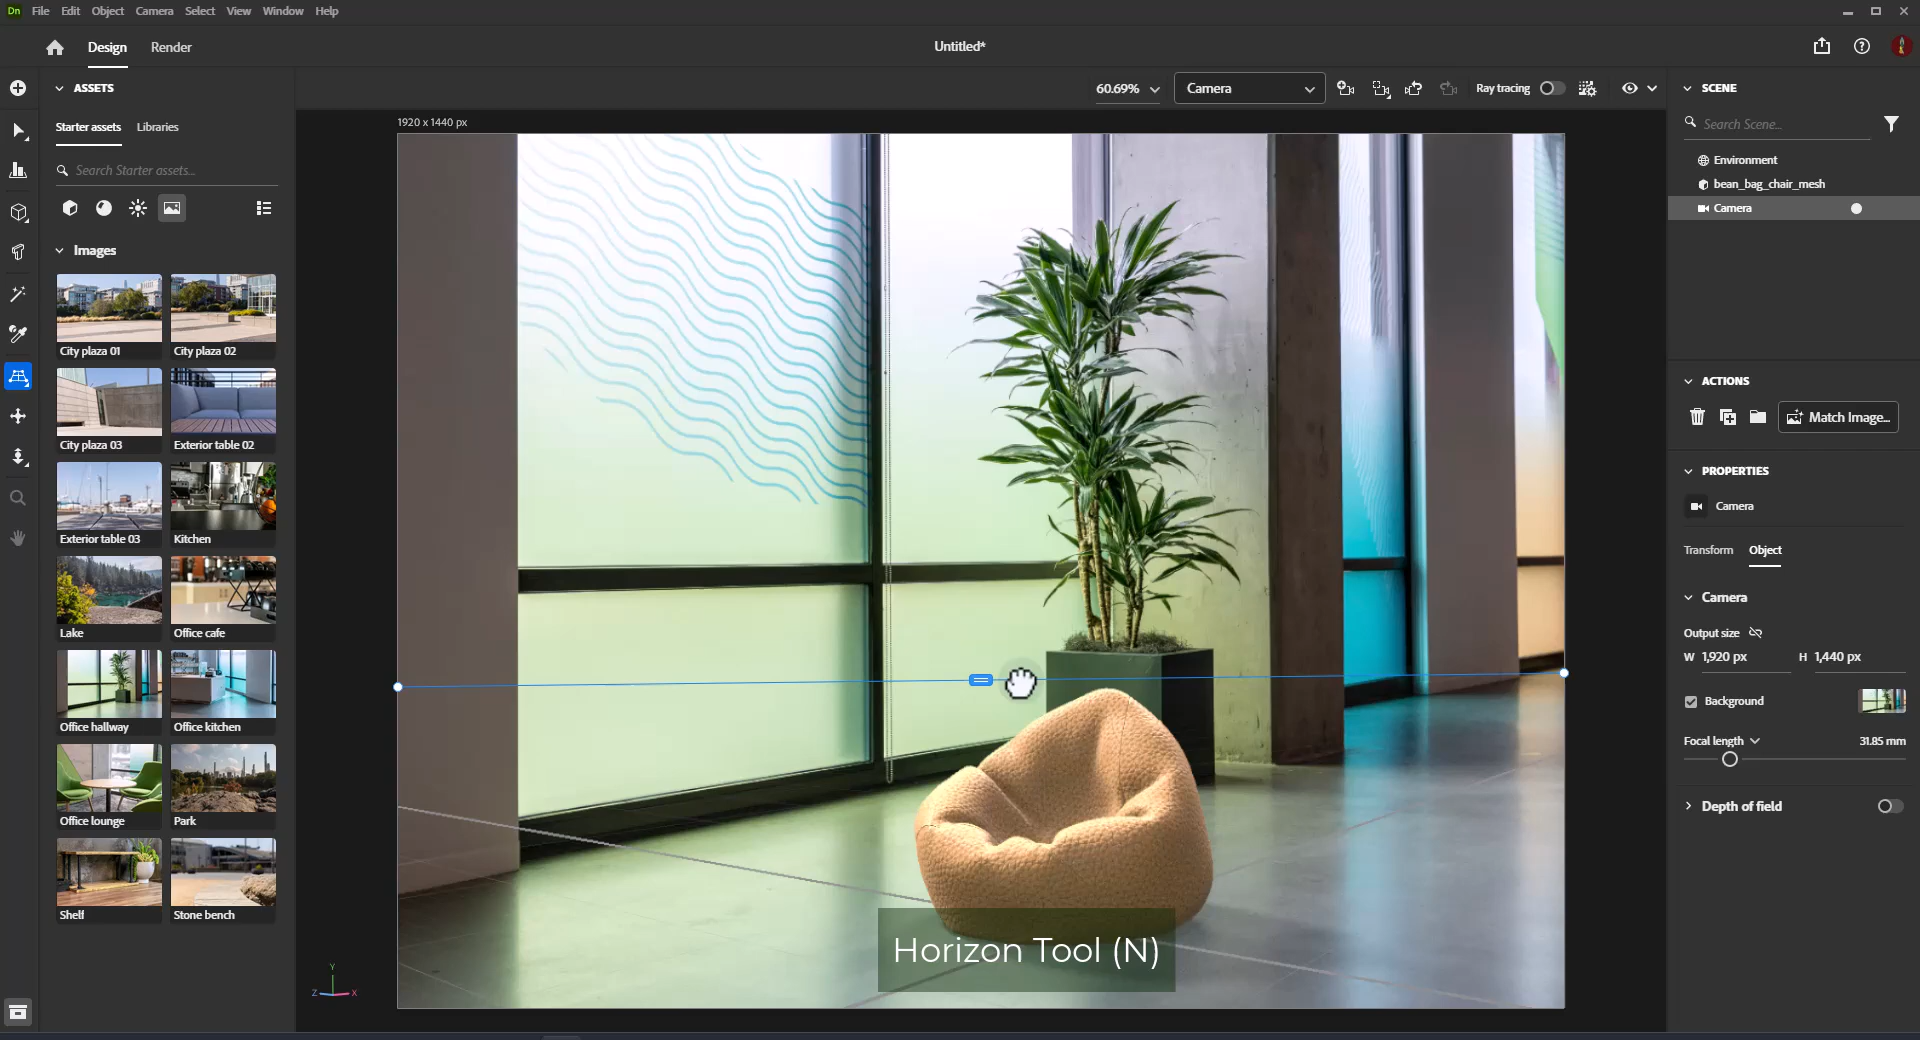 Dn File Edit Object Camera Select View Window Help
Design Render Untitled*
ASSETS
Starter assets Libraries
Search Starter assets...
Images
City plaza 01 City plaza 02
City plaza 03 Exterior table 02
Exterior table 03 Kitchen
Lake Office cafe
Office hallway Office kitchen
Office lounge Park
Shelf Stone bench
60.69% Camera Ray tracing
1920 x 1440 px
Horizon Tool (N)
Y
Z X
SCENE
Search Scene...
Environment
bean_bag_chair_mesh
Camera
ACTIONS
Match Image...
PROPERTIES
Camera
Transform Object
Camera
Output size
W 1,920 px H 1,440 px
Background
Focal length 31.85 mm
Depth of field